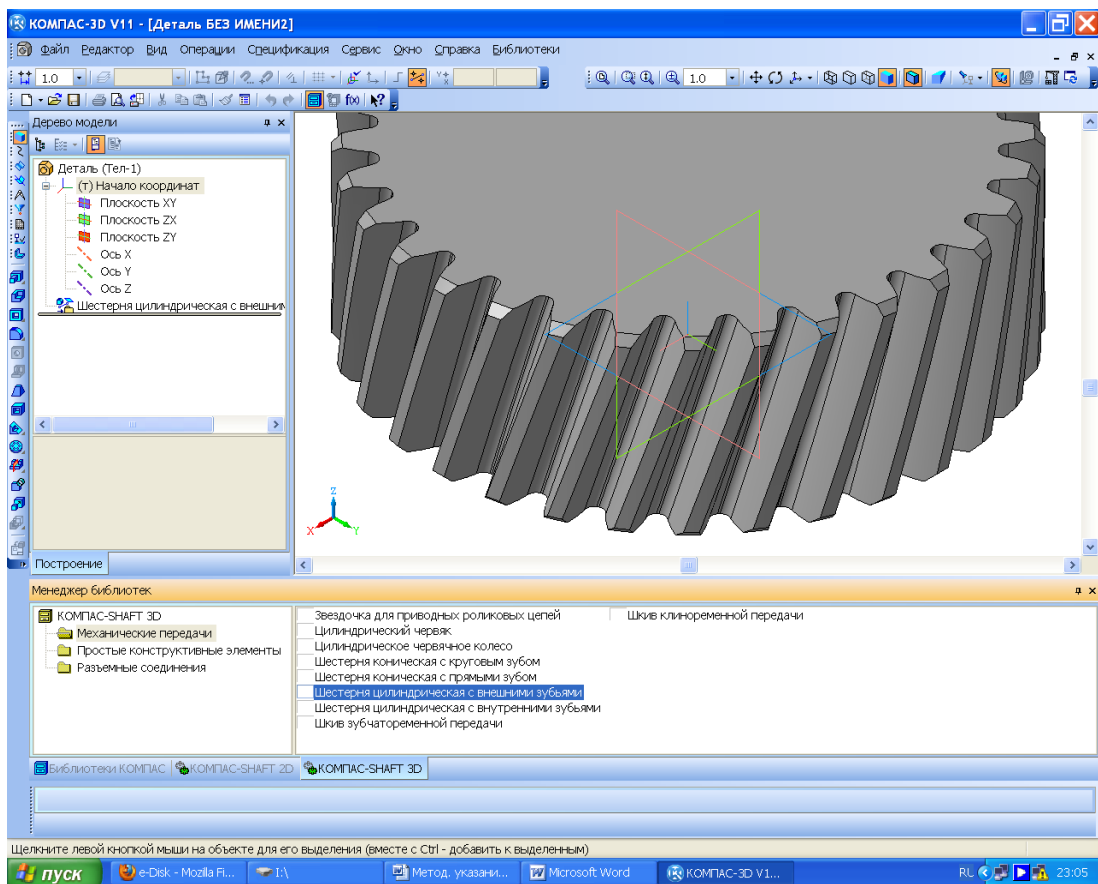 КОМПАС-3D V11 - [Деталь БЕЗ ИМЕНИ2]
Файл Редактор Вид Операции Спецификация Сервис Окно Справка Библиотеки
1.0 1.0
f(x)
Дерево модели
Деталь (Тел-1)
(т) Начало координат
Плоскость XY
Плоскость ZX
Плоскость ZY
Ось X
Ось Y
Ось Z
Шестерня цилиндрическая с внешним
Z
X Y
Построение
Менеджер библиотек
КОМПАС-SHAFT 3D
Механические передачи
Простые конструктивные элементы
Разъемные соединения
Звездочка для приводных роликовых цепей
Цилиндрический червяк
Цилиндрическое червячное колесо
Шестерня коническая с круговым зубом
Шестерня коническая с прямыми зубом
Шестерня цилиндрическая с внешними зубьями
Шестерня цилиндрическая с внутренними зубьями
Шкив зубчатоременной передачи
Шкив клиноременной передачи
Библиотеки КОМПАС КОМПАС-SHAFT 2D КОМПАС-SHAFT 3D
Щелкните левой кнопкой мыши на объекте для его выделения (вместе с Ctrl - добавить к выделенным)
пуск e-Disk - Mozilla Fi... I:\ Метод. указани... Microsoft Word КОМПАС-3D V1... RU 23:05